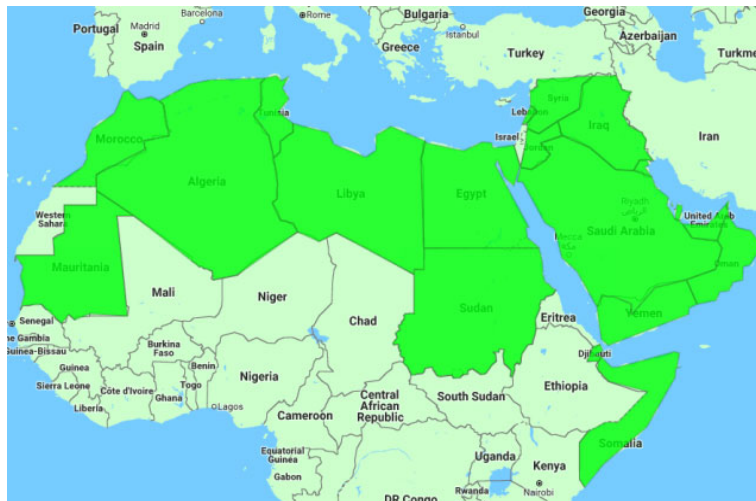 Portugal
Madrid
Spain
Barcelona
Rome
Bulgaria
Istanbul
Greece
Turkey
Georgia
Azerbaijan
Turkme
Tunisia
Morocco
Algeria
Libya
Egypt
Lebanon
Syria
Israel
Jordan
Iraq
Iran
Western
Sahara
Riyadh
الرياض
Saudi Arabia
Mecca
مكة
United Arab
Emirates
Oman
Yemen
Mauritania
Mali
Niger
Chad
Sudan
Eritrea
Djibouti
Senegal
he Gambia
Guinea-Bissau
Guinea
Sierra Leone
Liberia
Côte d'Ivoire
Burkina
Faso
Ghana
Togo
Benin
Nigeria
Lagos
Cameroon
Central
African
Republic
South Sudan
Ethiopia
Somalia
Equatorial
Guinea
Gabon
DR Congo
Uganda
Rwanda
Kenya
Nairobi